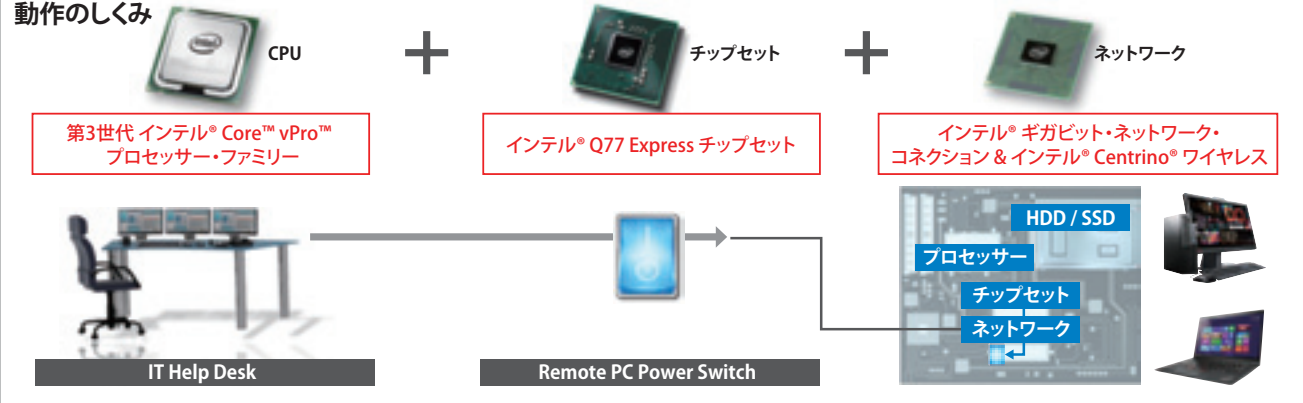 動作のしくみ
CPU
チップセット
ネットワーク
第3世代 インテル® Core™ vPro™
プロセッサー・ファミリー
インテル® Q77 Express チップセット
インテル® ギガビット・ネットワーク・
コネクション & インテル® Centrino® ワイヤレス
HDD / SSD
プロセッサー
チップセット
ネットワーク
IT Help Desk
Remote PC Power Switch